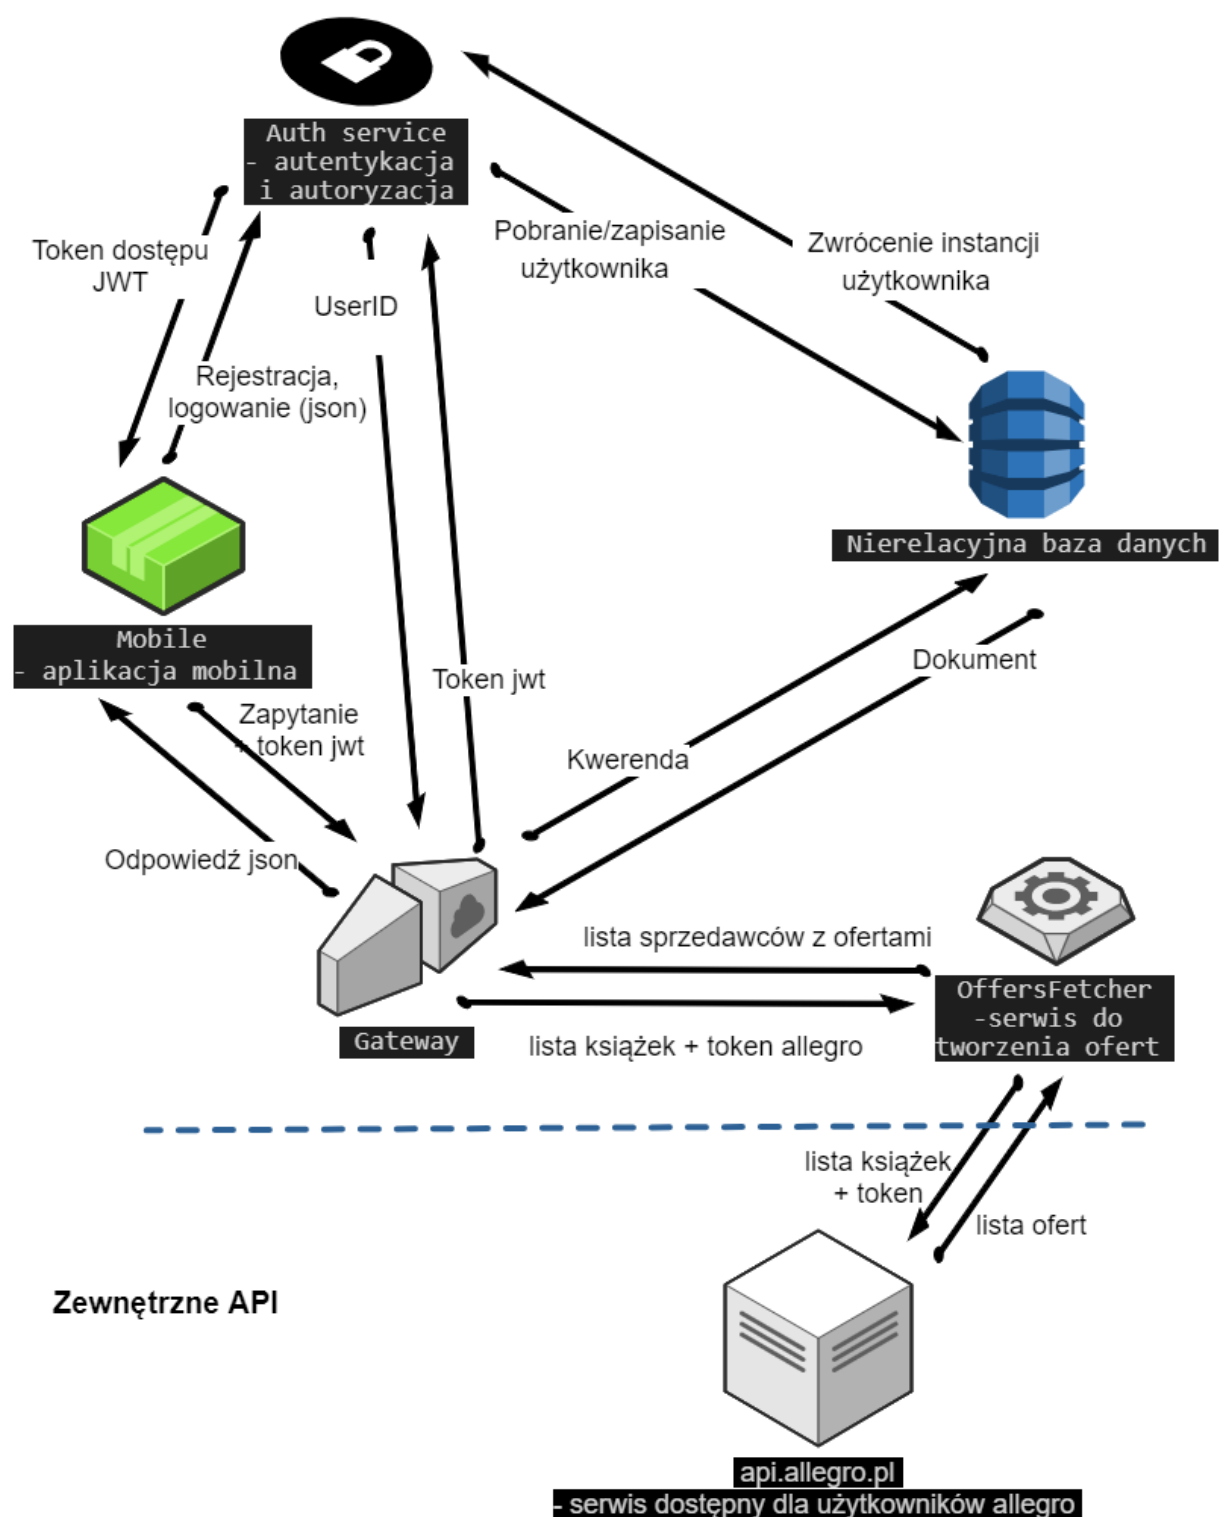 Auth service
- autentykacja
i autoryzacja
Token dostępu
JWT
UserID
Pobranie/zapisanie
użytkownika
Zwrócenie instancji
użytkownika
Rejestracja,
logowanie (json)
Nierelacyjna baza danych
Mobile
- aplikacja mobilna
Token jwt
Dokument
Zapytanie
+ token jwt
Kwerenda
Odpowiedź json
lista sprzedawców z ofertami
OffersFetcher
-serwis do
tworzenia ofert
Gateway
lista książek + token allegro
lista książek
+ token
lista ofert
Zewnętrzne API
api.allegro.pl
- serwis dostępny dla użytkowników allegro